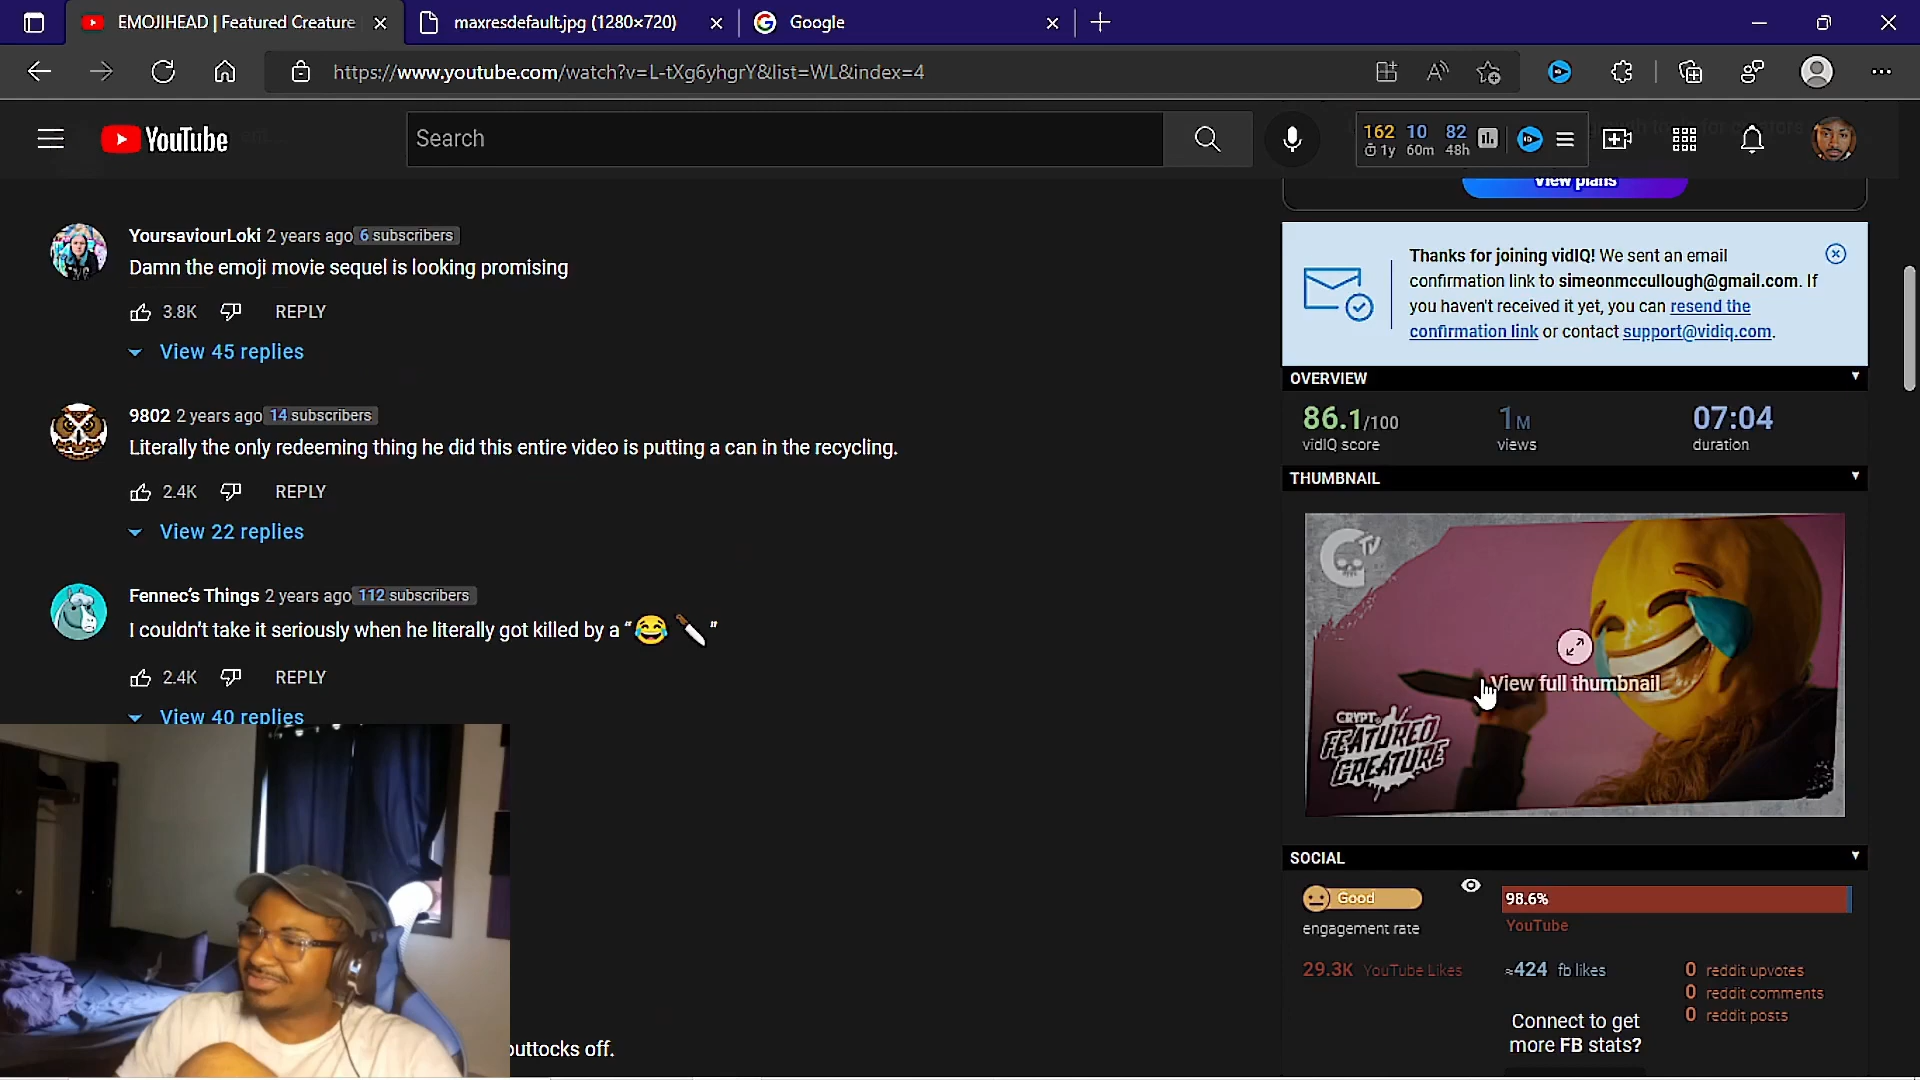 EMOJIHEAD | Featured Creature
maxresdefault.jpg (1280×720)
Google
https://www.youtube.com/watch?v=L-tXg6yhgrY&list=WL&index=4
YouTube
Search
162 10 82
1y 60m 48h
View plans
YoursaviourLoki 2 years ago 6 subscribers
Damn the emoji movie sequel is looking promising
3.8K REPLY
View 45 replies
9802 2 years ago 14 subscribers
Literally the only redeeming thing he did this entire video is putting a can in the recycling.
2.4K REPLY
View 22 replies
Fennec's Things 2 years ago 112 subscribers
I couldn't take it seriously when he literally got killed by a “😂 🔪”
2.4K REPLY
View 40 replies
buttocks off.
Thanks for joining vidIQ! We sent an email
confirmation link to simeonmccullough@gmail.com. If
you haven't received it yet, you can resend the
confirmation link or contact support@vidiq.com.
OVERVIEW
86.1/100 1M 07:04
vidIQ score views duration
THUMBNAIL
C TV
View full thumbnail
CRYPT
FEATURED
CREATURE
SOCIAL
Good 98.6%
engagement rate YouTube
29.3K YouTube Likes ≈424 fb likes 0 reddit upvotes
0 reddit comments
0 reddit posts
Connect to get
more FB stats?